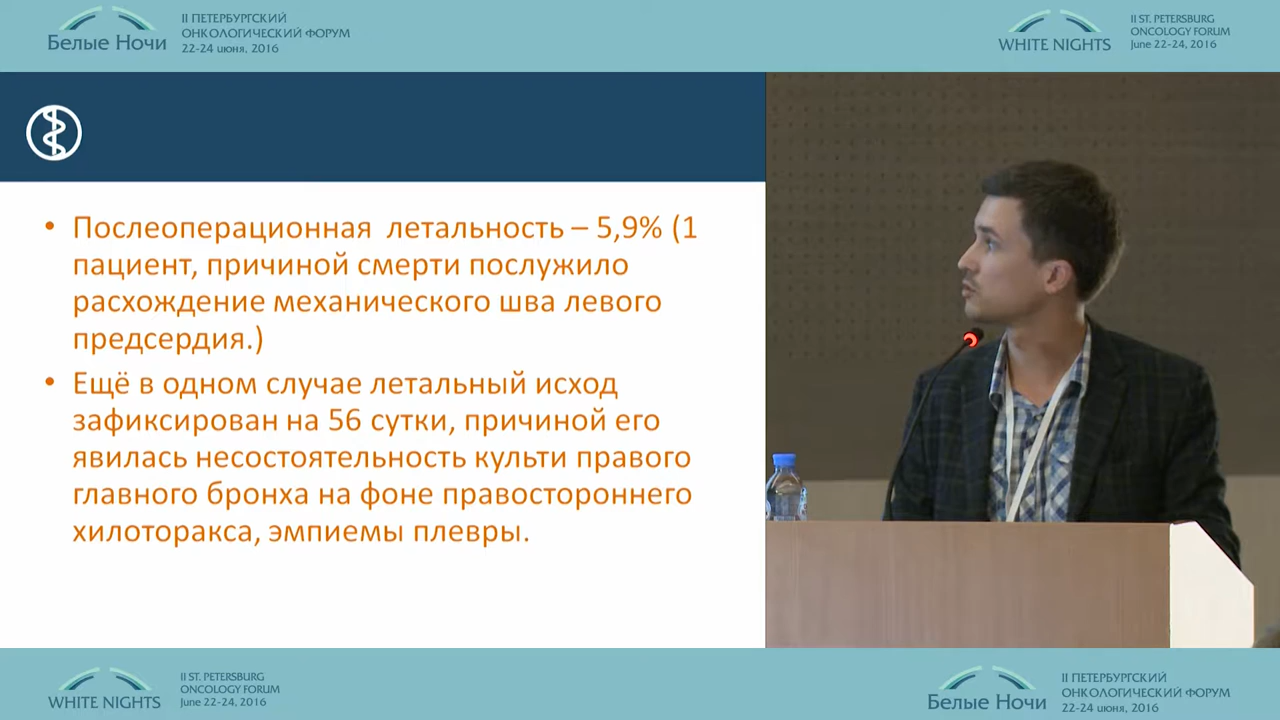 Белые Ночи
II ПЕТЕРБУРГСКИЙ
ОНКОЛОГИЧЕСКИЙ ФОРУМ
22-24 июня, 2016
WHITE NIGHTS
II ST. PETERSBURG
ONCOLOGY FORUM
June 22-24, 2016
• Послеоперационная летальность – 5,9% (1
пациент, причиной смерти послужило
расхождение механического шва левого
предсердия.)
• Ещё в одном случае летальный исход
зафиксирован на 56 сутки, причиной его
явилась несостоятельность культи правого
главного бронха на фоне правостороннего
хилоторакса, эмпиемы плевры.
WHITE NIGHTS
II ST. PETERSBURG
ONCOLOGY FORUM
June 22-24, 2016
Белые Ночи
II ПЕТЕРБУРГСКИЙ
ОНКОЛОГИЧЕСКИЙ ФОРУМ
22-24 июня, 2016